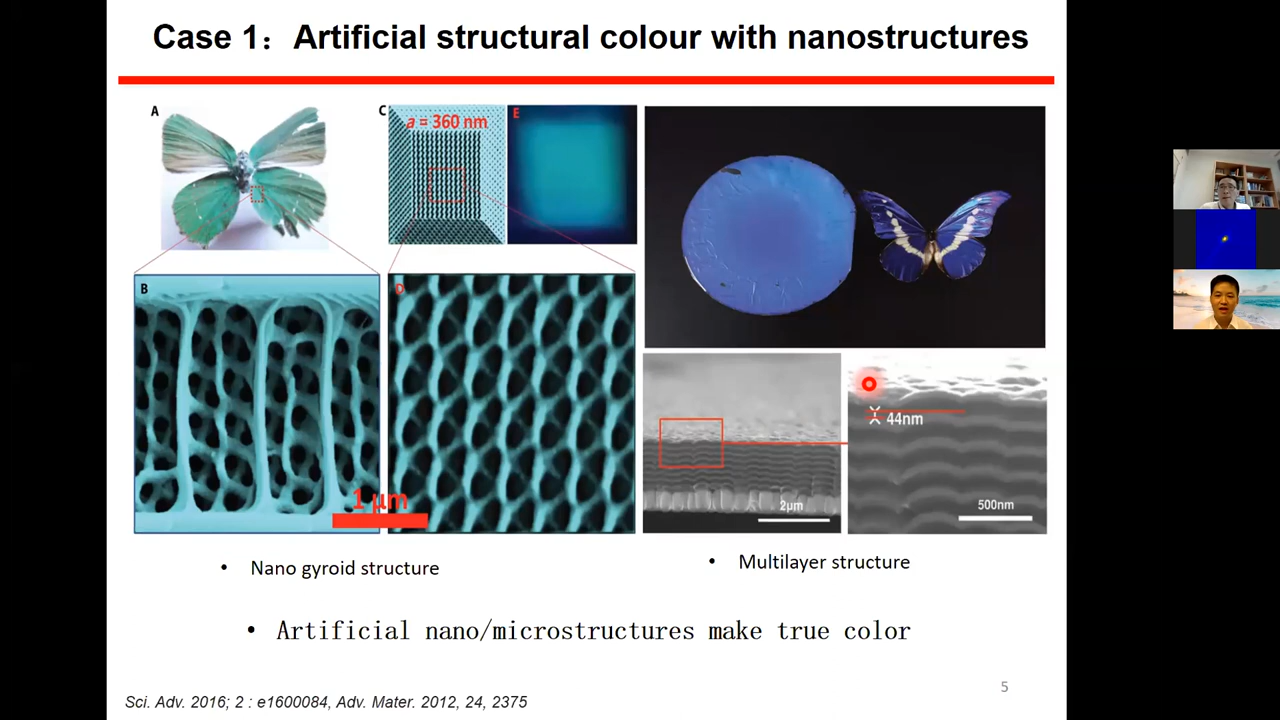 Case 1：Artificial structural colour with nanostructures
A
C
a = 360 nm
E
B
D
1 µm
44nm
2µm
500nm
• Nano gyroid structure
• Multilayer structure
• Artificial nano/microstructures make true color
5
Sci. Adv. 2016; 2 : e1600084, Adv. Mater. 2012, 24, 2375